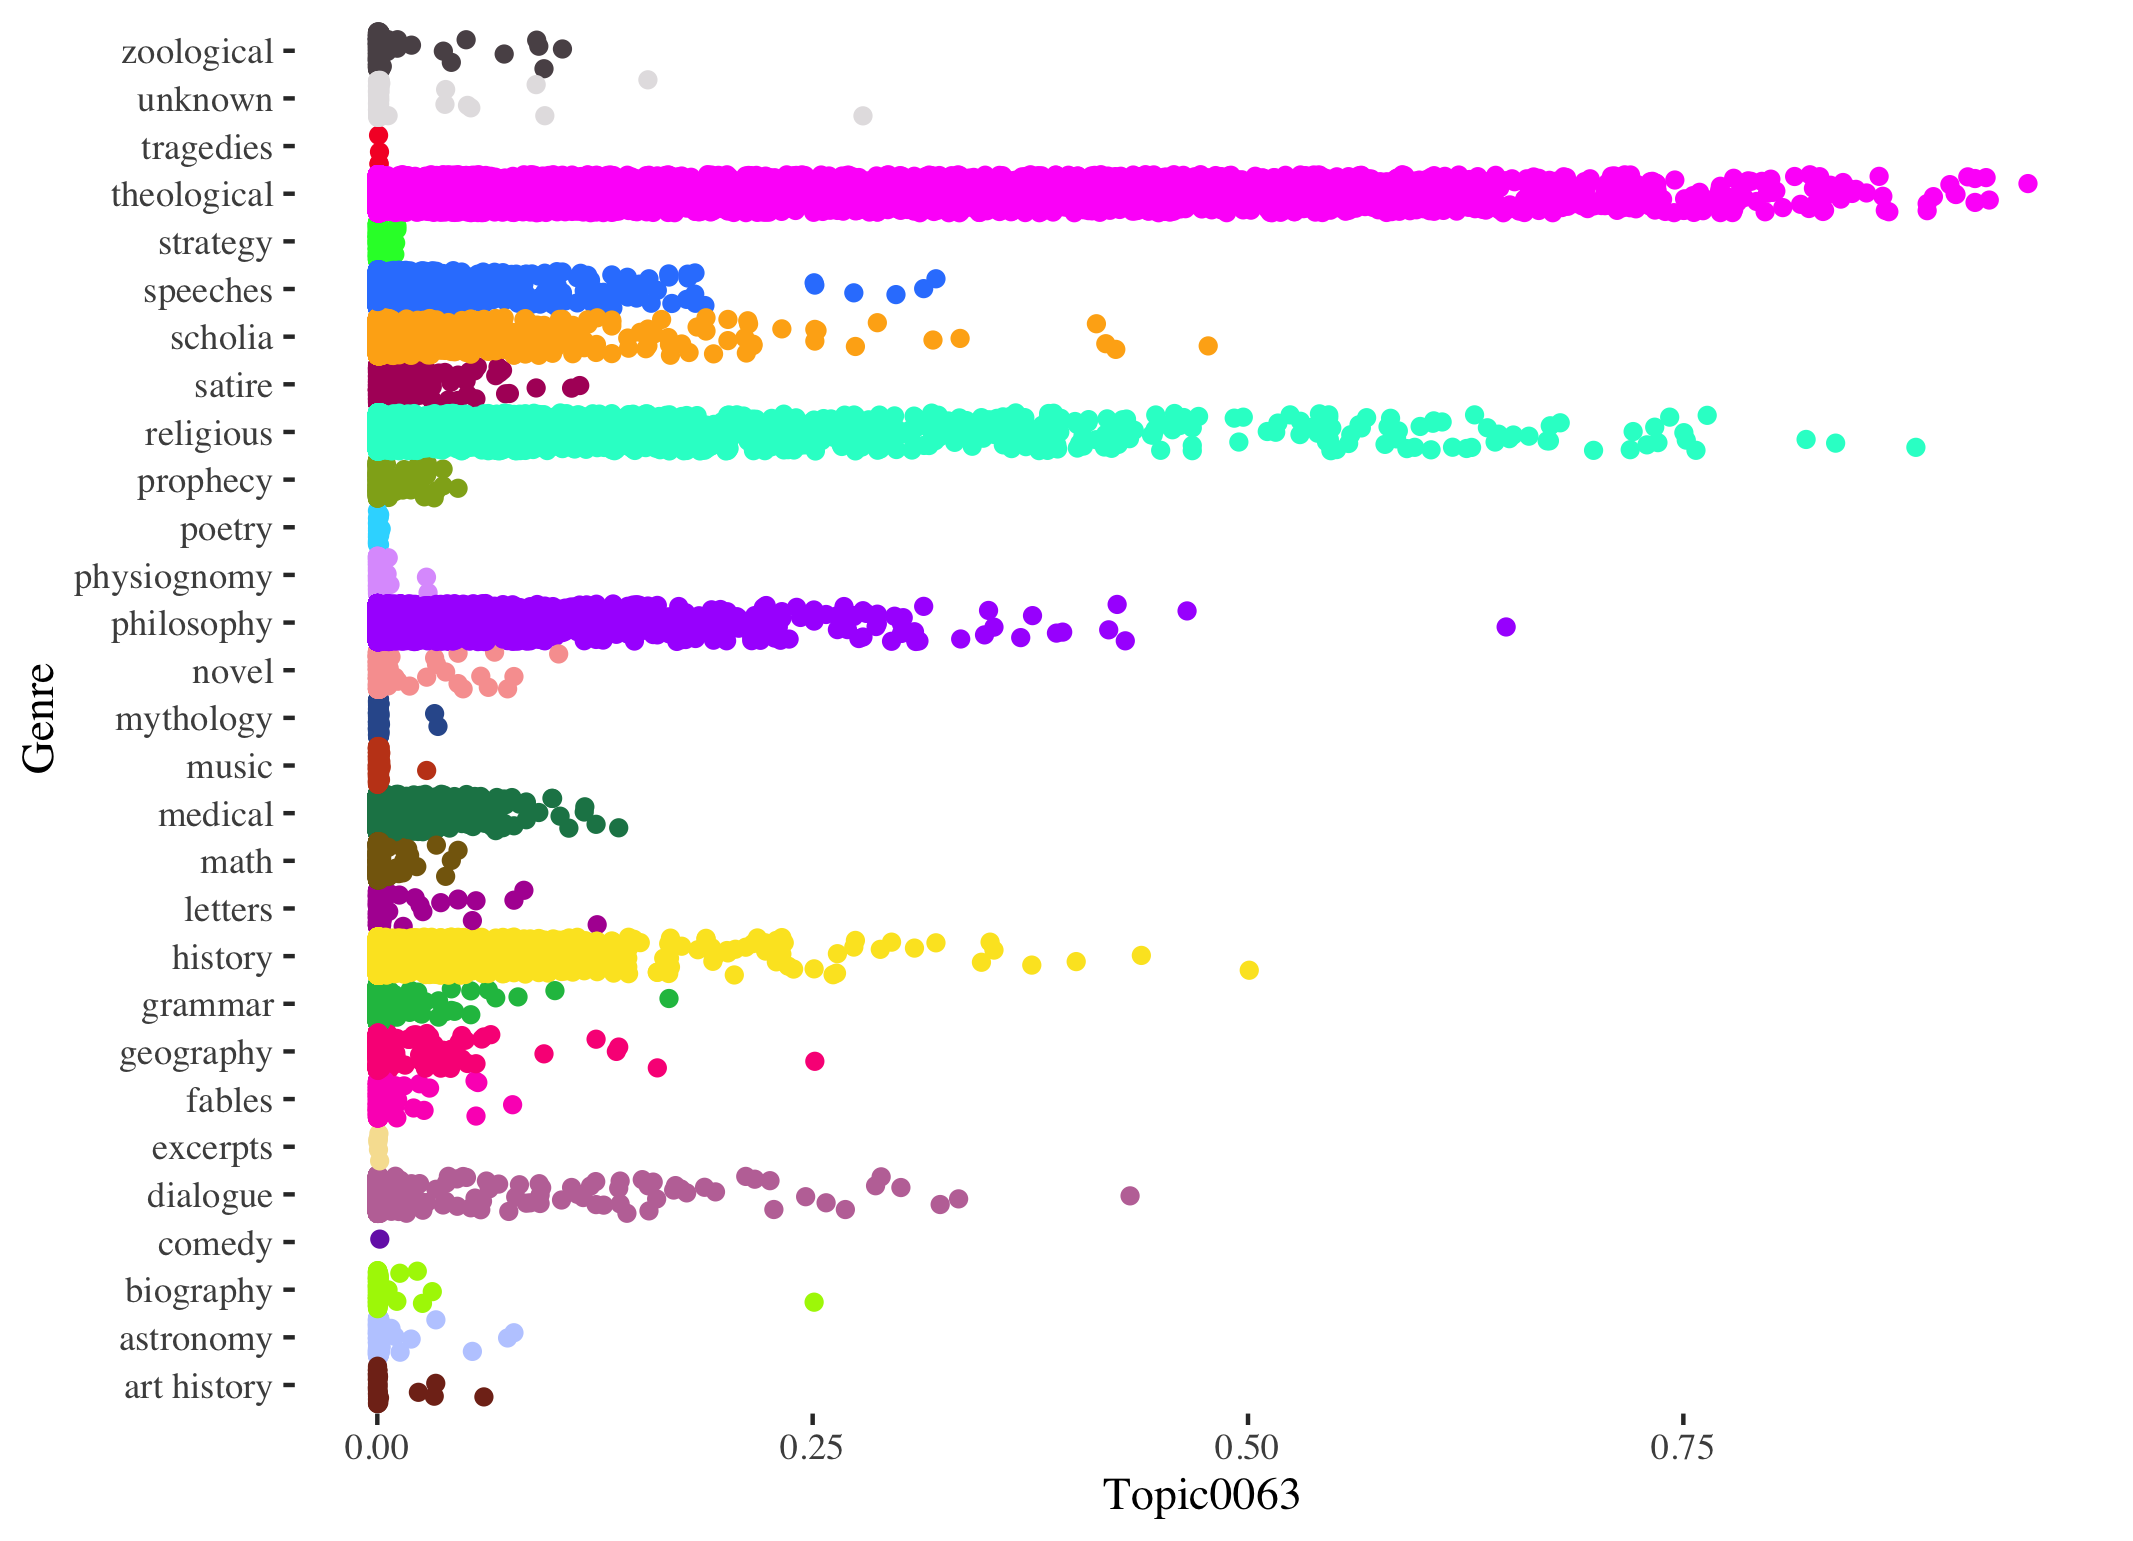 zoological
unknown
tragedies
theological
strategy
speeches
scholia
satire
religious
prophecy
poetry
physiognomy
philosophy
novel
mythology
music
medical
math
letters
history
grammar
geography
fables
excerpts
dialogue
comedy
biography
astronomy
art history
Genre
0.00 0.25 0.50 0.75
Topic0063